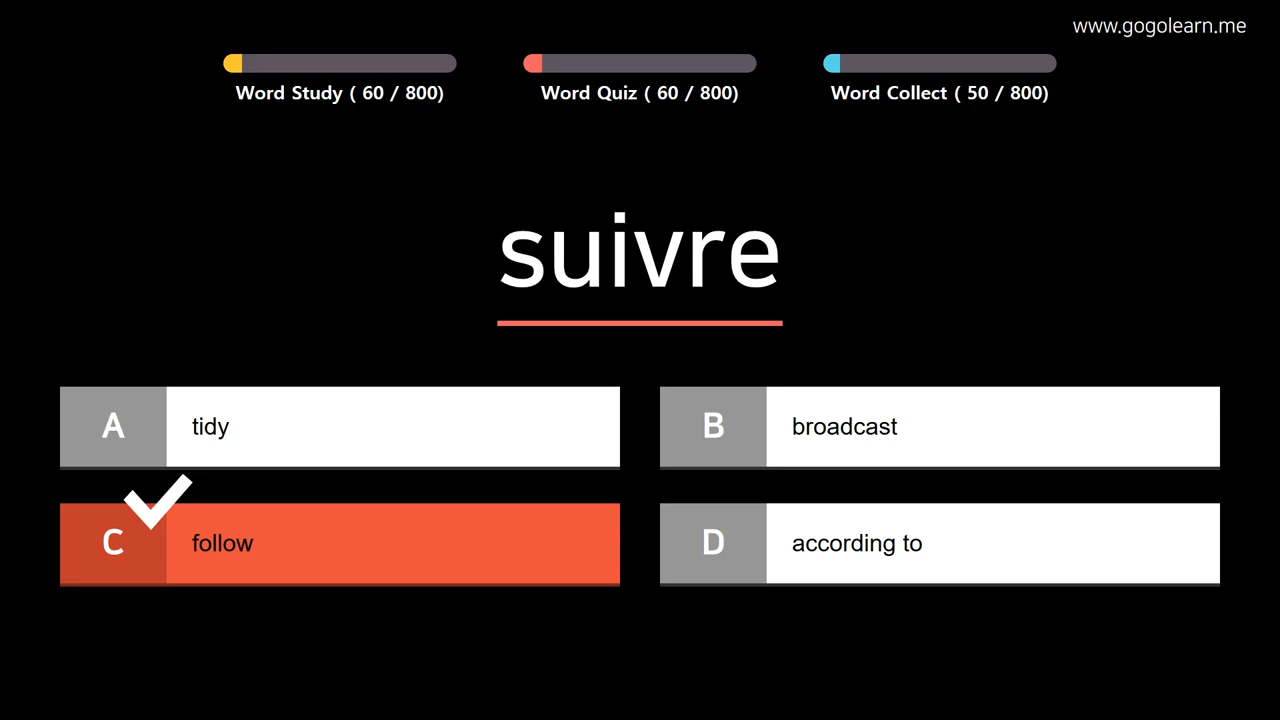 www.gogolearn.me
Word Study ( 60 / 800)
Word Quiz ( 60 / 800)
Word Collect ( 50 / 800)
suivre
A tidy
B broadcast
C follow
D according to